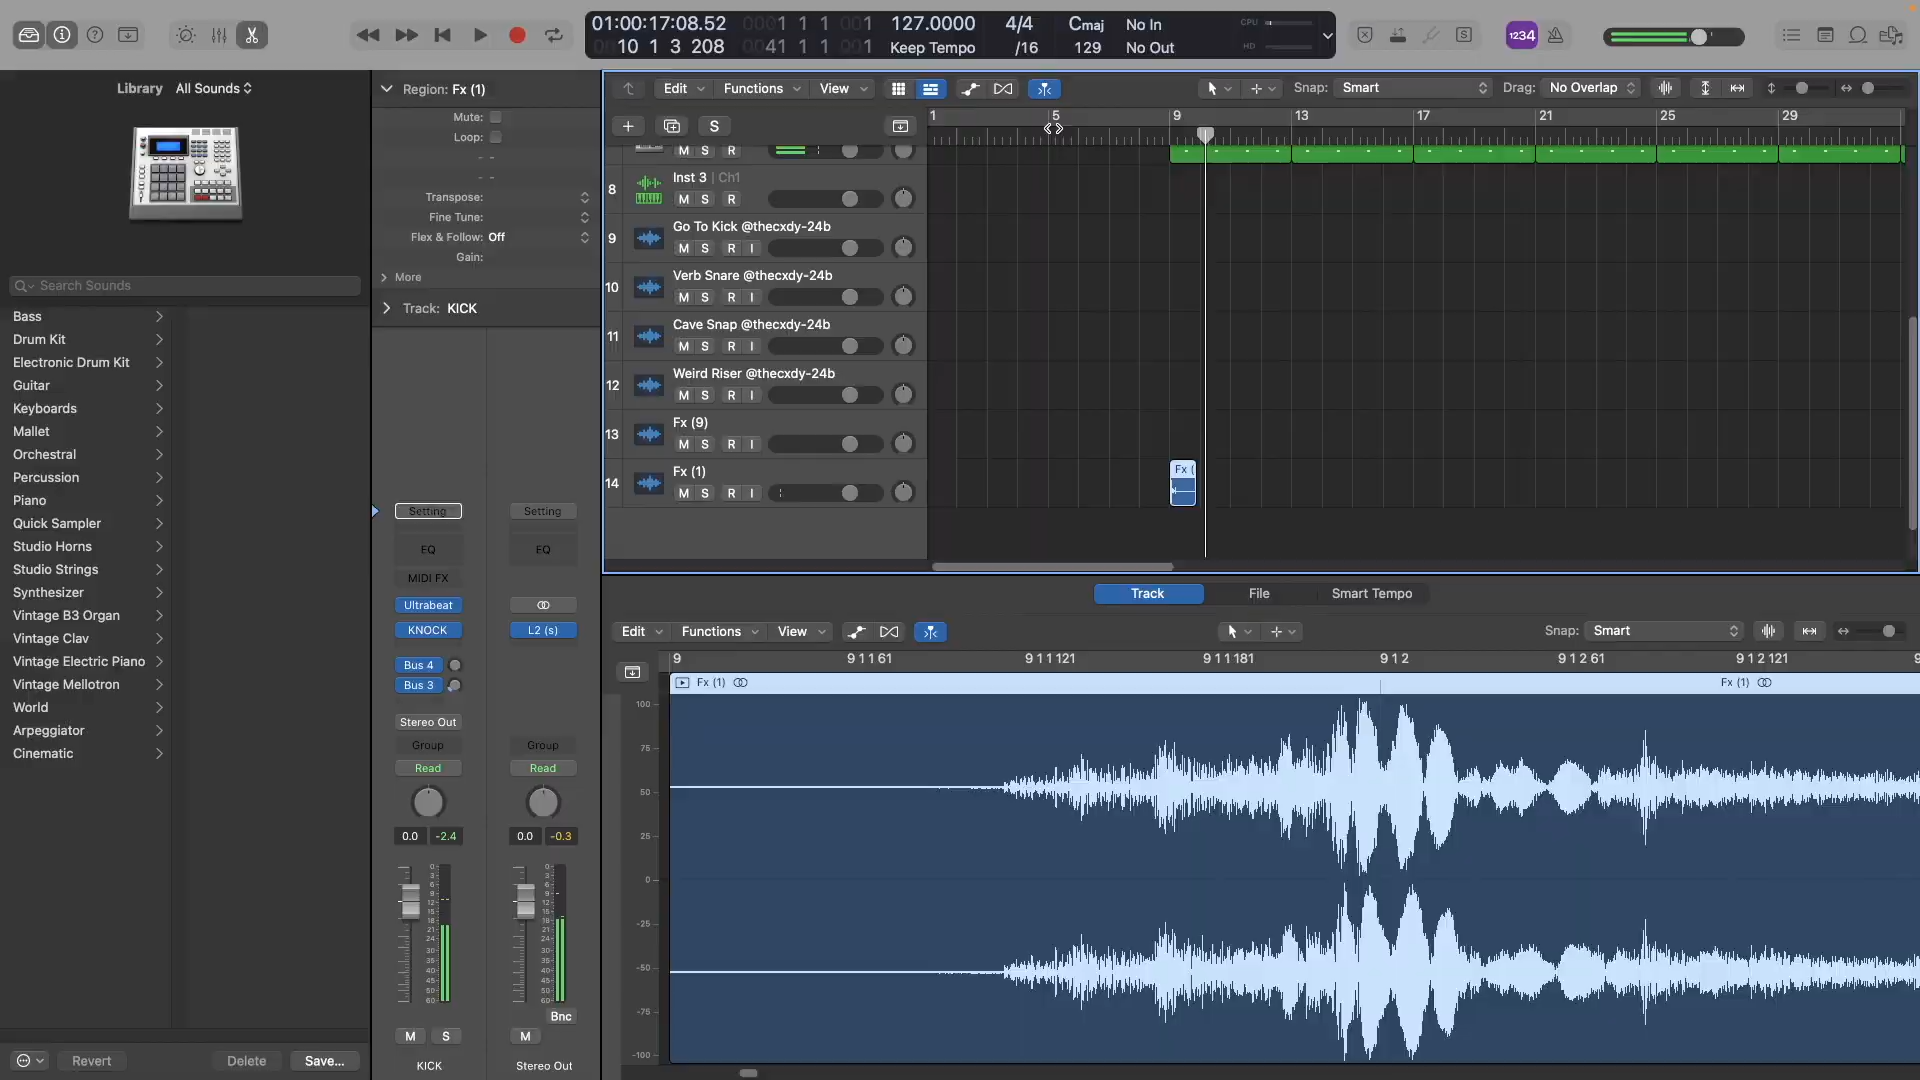 01:00:17:08.52
0001 1 1 001
127.0000
4/4
Cmaj
No In
CPU
0010 1 3 208
0041 1 1 001
Keep Tempo
/16
129
No Out
HD
1234
Library
All Sounds
Search Sounds
Bass
Drum Kit
Electronic Drum Kit
Guitar
Keyboards
Mallet
Orchestral
Percussion
Piano
Quick Sampler
Studio Horns
Studio Strings
Synthesizer
Vintage B3 Organ
Vintage Clav
Vintage Electric Piano
Vintage Mellotron
World
Arpeggiator
Cinematic
Revert
Delete
Save...
Region: Fx (1)
Mute:
Loop:
Transpose:
Fine Tune:
Flex & Follow: Off
Gain:
More
Track: KICK
Setting
Setting
EQ
EQ
MIDI FX
Ultrabeat
KNOCK
L2 (s)
Bus 4
Bus 3
Stereo Out
Group
Group
Read
Read
0.0 -2.4
0.0 -0.3
Bnc
M S
M
KICK
Stereo Out
Edit
Functions
View
Snap: Smart
Drag: No Overlap
S
1 5 9 13 17 21 25 29
M S R
8
Inst 3 | Ch1
M S R
9
Go To Kick @thecxdy-24b
M S R I
10
Verb Snare @thecxdy-24b
M S R I
11
Cave Snap @thecxdy-24b
M S R I
12
Weird Riser @thecxdy-24b
M S R I
13
Fx (9)
M S R I
14
Fx (1)
M S R I
Fx (
Track
File
Smart Tempo
Edit
Functions
View
Snap: Smart
9
9 1 1 61
9 1 1 121
9 1 1 181
9 1 2
9 1 2 61
9 1 2 121
9
Fx (1)
Fx (1)
100
75
50
25
0
-25
-50
-75
-100